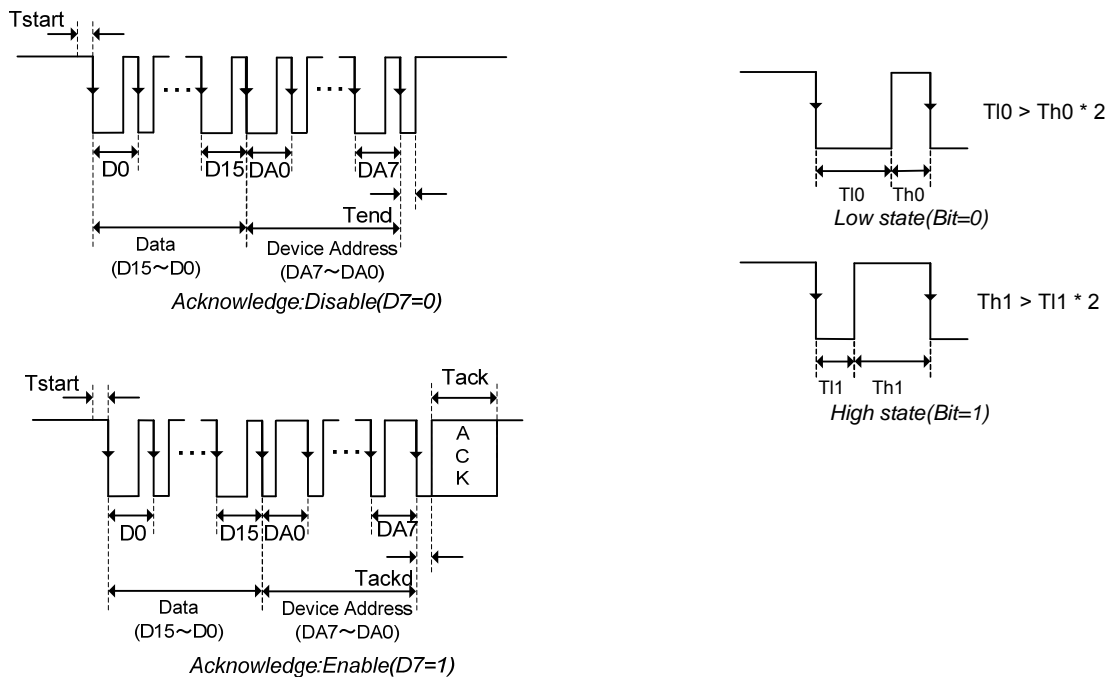 Tstart
D0
D15
DA0
DA7
Tend
Data
(D15～D0)
Device Address
(DA7～DA0)
Acknowledge:Disable(D7=0)
Tstart
Tack
A
C
K
D0
D15
DA0
DA7
Tackd
Data
(D15～D0)
Device Address
(DA7～DA0)
Acknowledge:Enable(D7=1)
Tl0 > Th0 * 2
Tl0
Th0
Low state(Bit=0)
Th1 > Tl1 * 2
Tl1
Th1
High state(Bit=1)